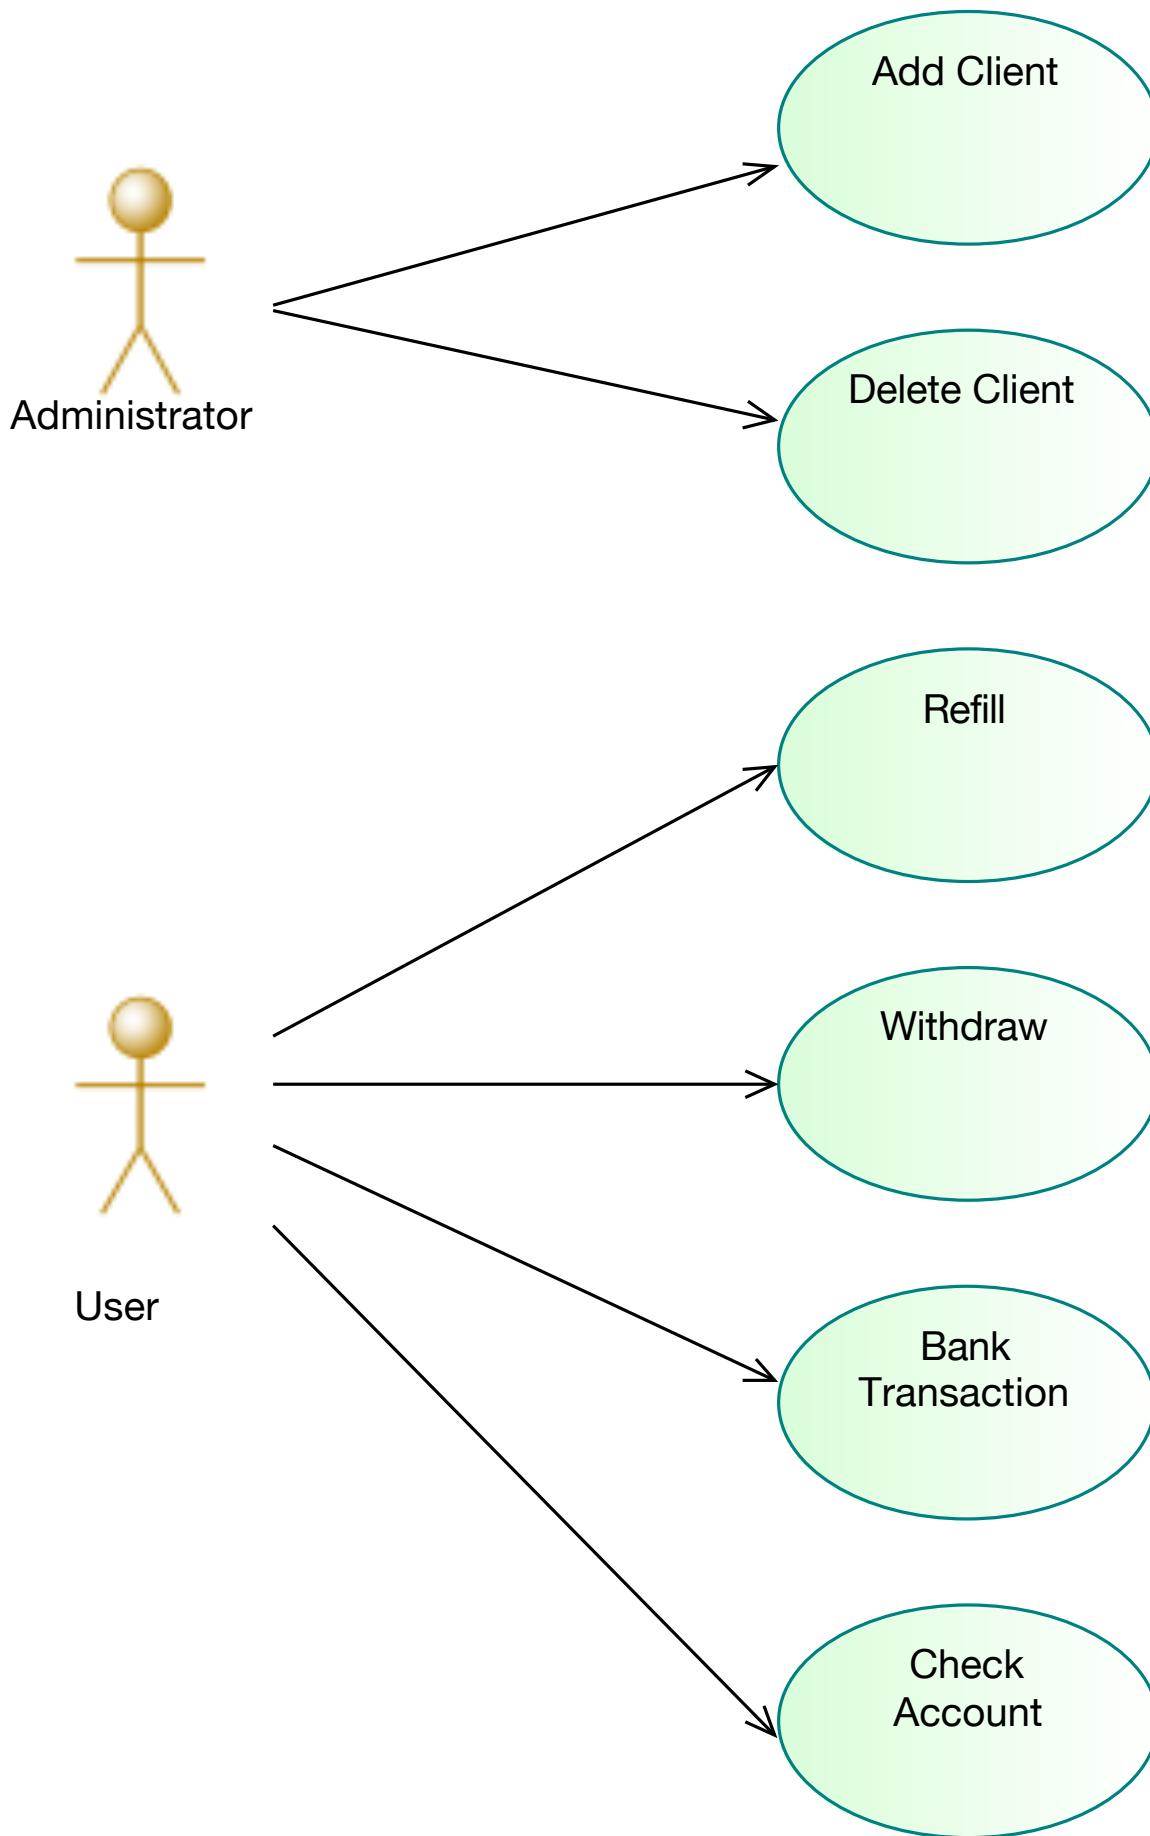 Add Client
Administrator
Delete Client
Refill
Withdraw
User
Bank
Transaction
Check
Account